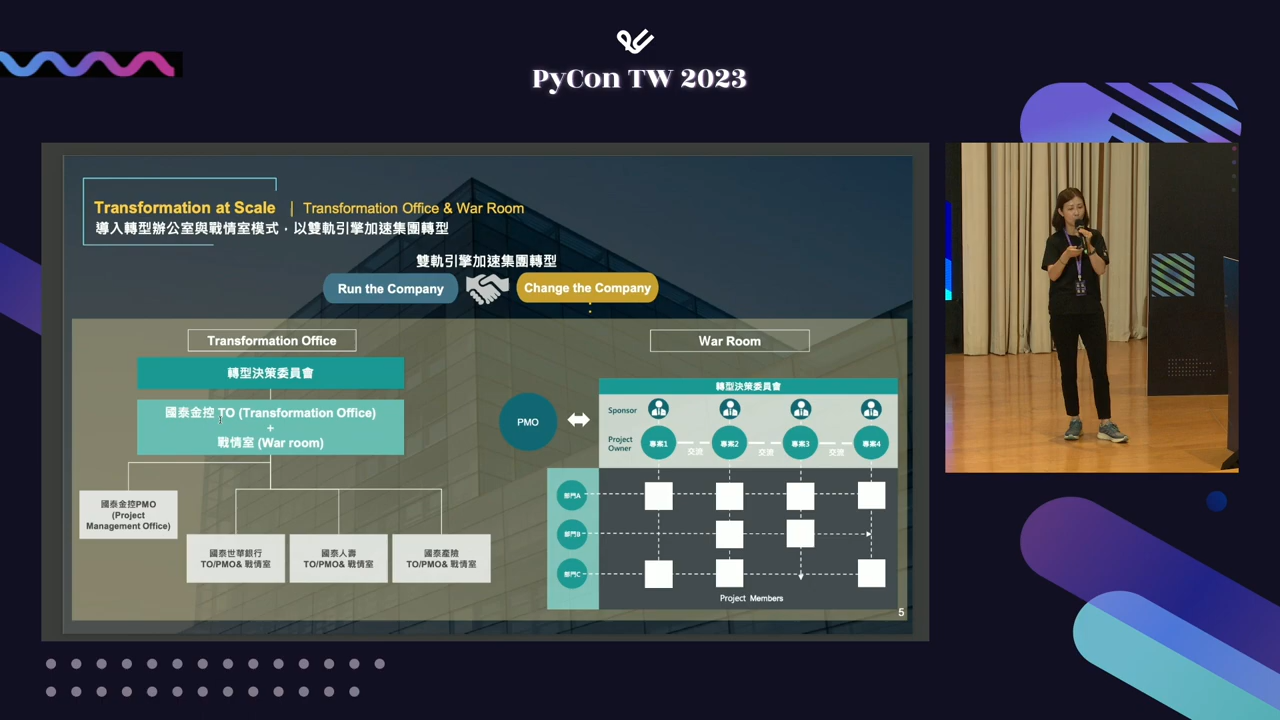 PyCon TW 2023
Transformation at Scale | Transformation Office & War Room
導入轉型辦公室與戰情室模式，以雙軌引擎加速集團轉型
雙軌引擎加速集團轉型
Run the Company
Change the Company
Transformation Office
轉型決策委員會
國泰金控 TO (Transformation Office)
+
戰情室 (War room)
國泰金控PMO
(Project
Management Office)
國泰世華銀行
TO/PMO& 戰情室
國泰人壽
TO/PMO& 戰情室
國泰產險
TO/PMO& 戰情室
War Room
PMO
轉型決策委員會
Sponsor
Project
Owner
專案1
交流
專案2
交流
專案3
交流
專案4
部門A
部門B
部門C
Project Members
5